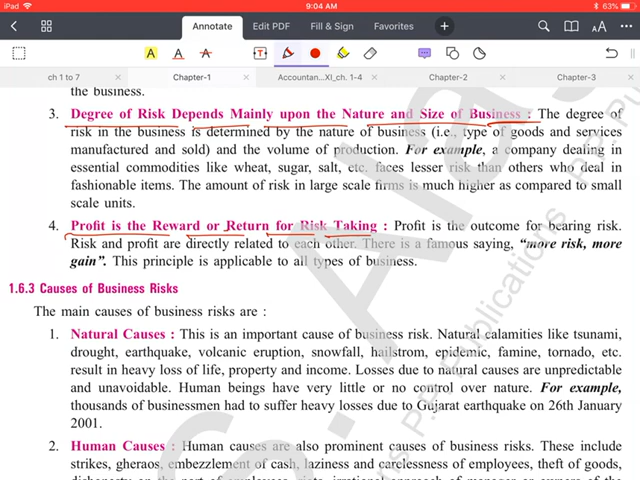 iPad 9:04 AM 63%
Annotate Edit PDF Fill & Sign Favorites
ch 1 to 7 Chapter-1 Accountan..._XI_ch. 1-4 Chapter-2 Chapter-3
the business.
3. Degree of Risk Depends Mainly upon the Nature and Size of Business : The degree of
risk in the business is determined by the nature of business (i.e., type of goods and services
manufactured and sold) and the volume of production. For example, a company dealing in
essential commodities like wheat, sugar, salt, etc. faces lesser risk than others who deal in
fashionable items. The amount of risk in large scale firms is much higher as compared to small
scale units.
4. Profit is the Reward or Return for Risk Taking : Profit is the outcome for bearing risk.
Risk and profit are directly related to each other. There is a famous saying, “more risk, more
gain”. This principle is applicable to all types of business.
1.6.3 Causes of Business Risks
The main causes of business risks are :
1. Natural Causes : This is an important cause of business risk. Natural calamities like tsunami,
drought, earthquake, volcanic eruption, snowfall, hailstrom, epidemic, famine, tornado, etc.
result in heavy loss of life, property and income. Losses due to natural causes are unpredictable
and unavoidable. Human beings have very little or no control over nature. For example,
thousands of businessmen had to suffer heavy losses due to Gujarat earthquake on 26th January
2001.
2. Human Causes : Human causes are also prominent causes of business risks. These include
strikes, gheraos, embezzlement of cash, laziness and carelessness of employees, theft of goods,